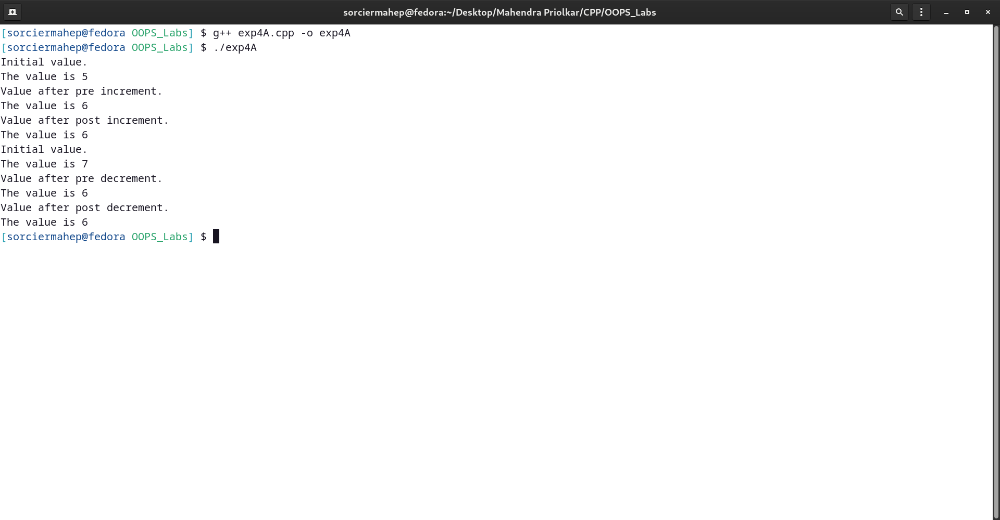 sorciermahep@fedora:~/Desktop/Mahendra Priolkar/CPP/OOPS_Labs
[sorciermahep@fedora OOPS_Labs] $ g++ exp4A.cpp -o exp4A
[sorciermahep@fedora OOPS_Labs] $ ./exp4A
Initial value.
The value is 5
Value after pre increment.
The value is 6
Value after post increment.
The value is 6
Initial value.
The value is 7
Value after pre decrement.
The value is 6
Value after post decrement.
The value is 6
[sorciermahep@fedora OOPS_Labs] $